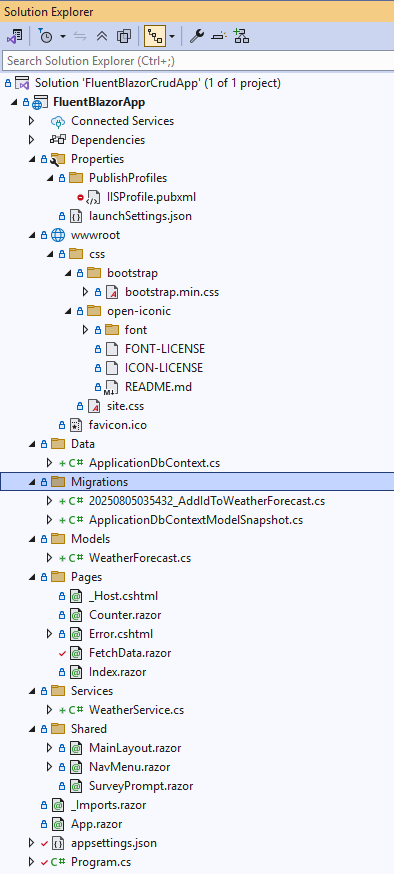 Solution Explorer
Search Solution Explorer (Ctrl+;)
Solution 'FluentBlazorCrudApp' (1 of 1 project)
FluentBlazorApp
Connected Services
Dependencies
Properties
PublishProfiles
IISProfile.pubxml
launchSettings.json
wwwroot
css
bootstrap
bootstrap.min.css
open-iconic
font
FONT-LICENSE
ICON-LICENSE
README.md
site.css
favicon.ico
Data
C# ApplicationDbContext.cs
Migrations
C# 20250805035432_AddIdToWeatherForecast.cs
C# ApplicationDbContextModelSnapshot.cs
Models
C# WeatherForecast.cs
Pages
_Host.cshtml
Counter.razor
Error.cshtml
FetchData.razor
Index.razor
Services
C# WeatherService.cs
Shared
MainLayout.razor
NavMenu.razor
SurveyPrompt.razor
_Imports.razor
App.razor
appsettings.json
C# Program.cs